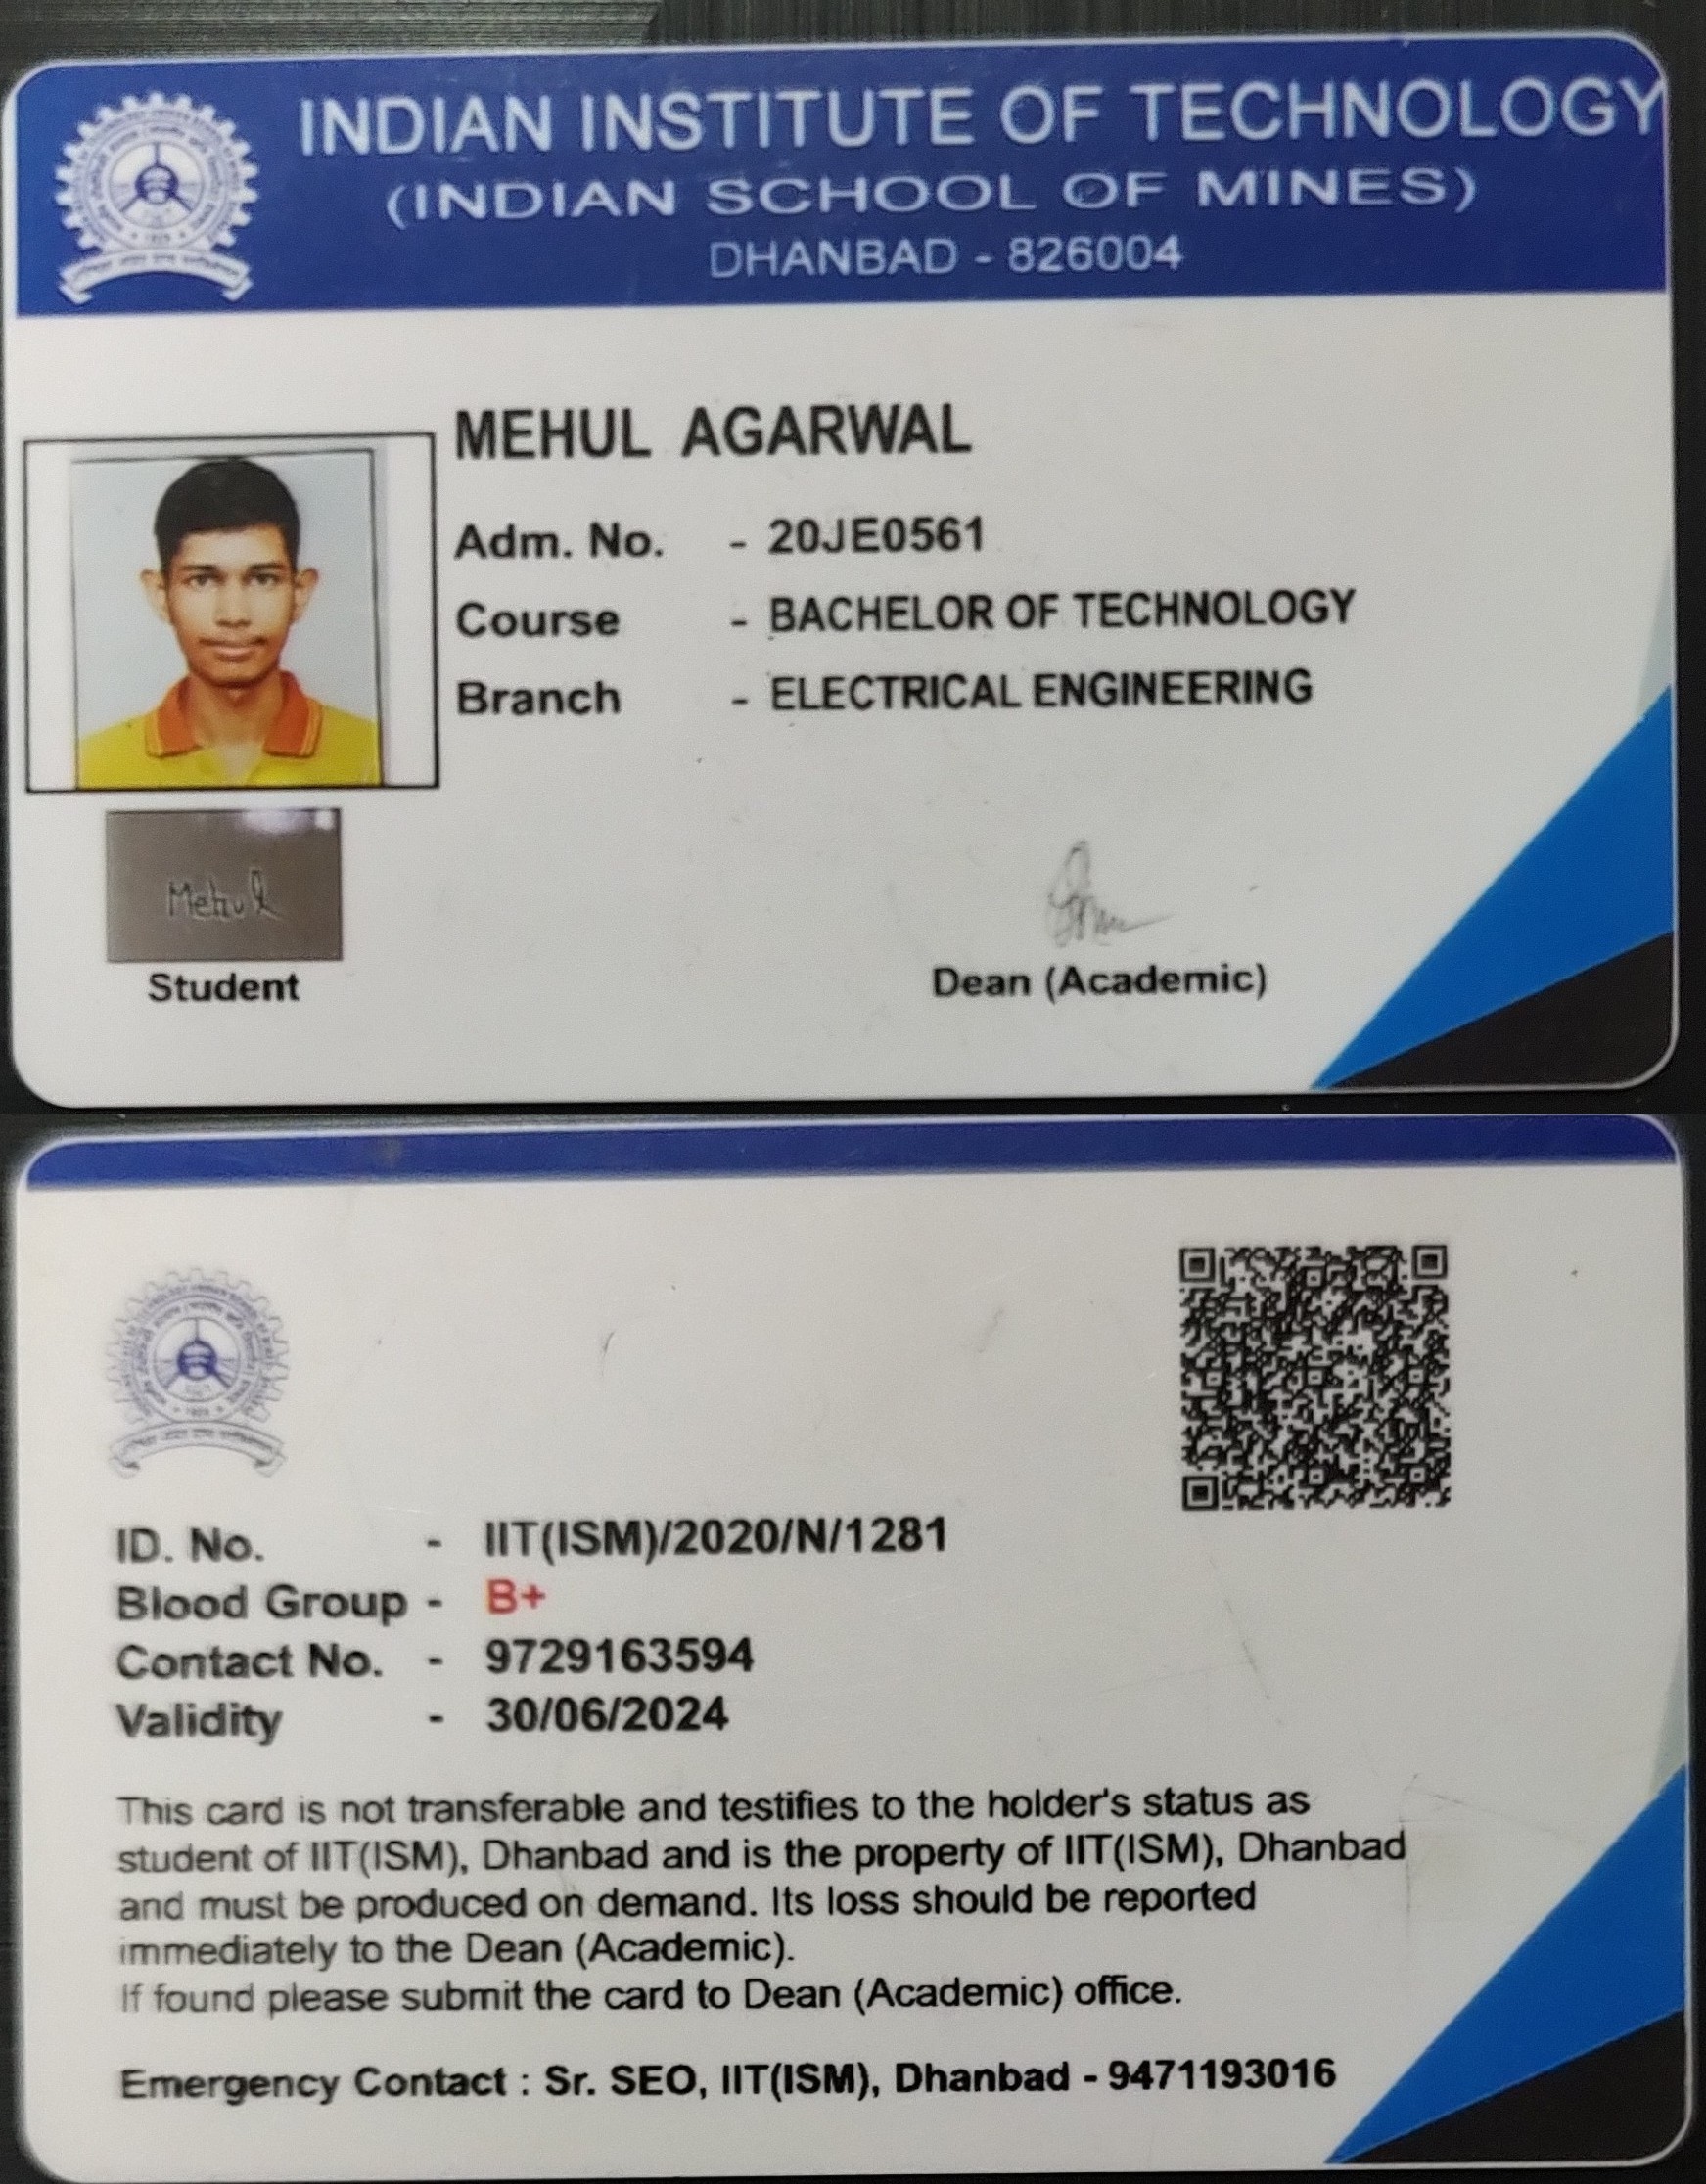 INDIAN INSTITUTE OF TECHNOLOGY
(INDIAN SCHOOL OF MINES)
DHANBAD - 826004
MEHUL AGARWAL
Adm. No. - 20JE0561
Course - BACHELOR OF TECHNOLOGY
Branch - ELECTRICAL ENGINEERING
Mehul
Student
Dean (Academic)
ID. No. - IIT(ISM)/2020/N/1281
Blood Group - B+
Contact No. - 9729163594
Validity - 30/06/2024
This card is not transferable and testifies to the holder's status as
student of IIT(ISM), Dhanbad and is the property of IIT(ISM), Dhanbad
and must be produced on demand. Its loss should be reported
immediately to the Dean (Academic).
If found please submit the card to Dean (Academic) office.
Emergency Contact : Sr. SEO, IIT(ISM), Dhanbad - 9471193016